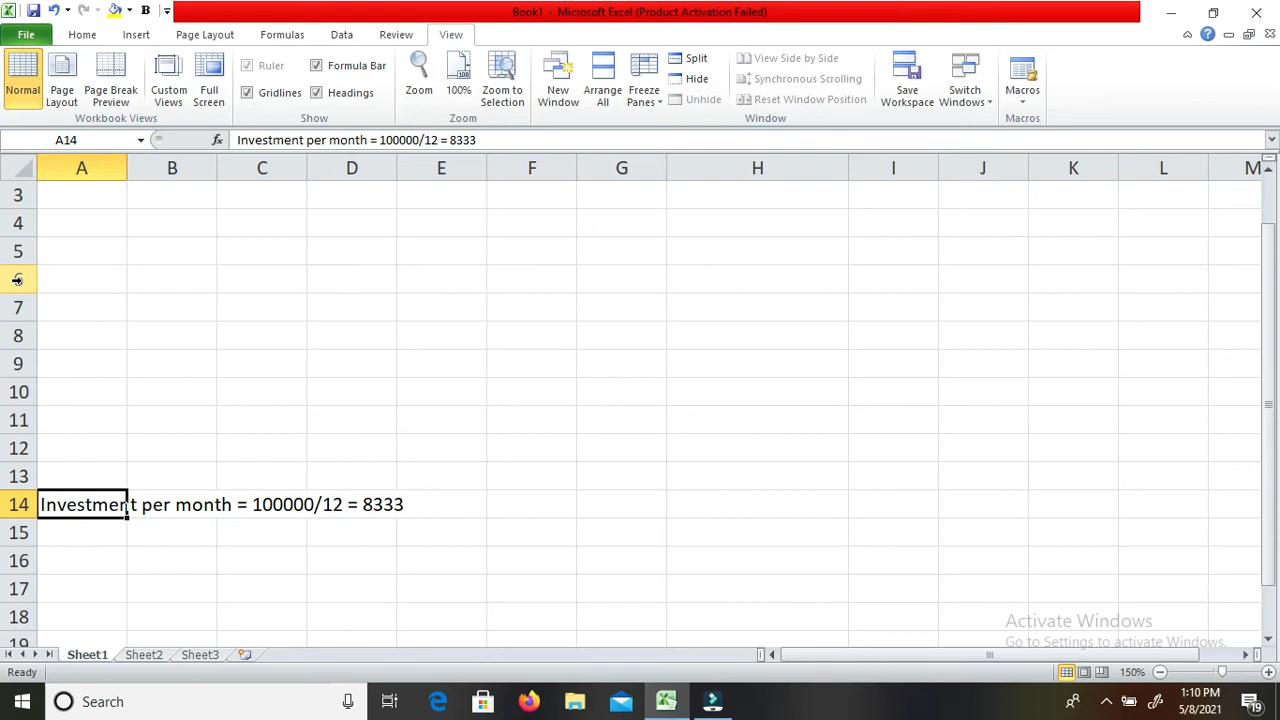 Book1 - Microsoft Excel (Product Activation Failed)
File Home Insert Page Layout Formulas Data Review View
Normal
Page Layout
Page Break Preview
Custom Views
Full Screen
Ruler
Formula Bar
Gridlines
Headings
Zoom
100%
Zoom to Selection
New Window
Arrange All
Freeze Panes
Split
Hide
Unhide
View Side by Side
Synchronous Scrolling
Reset Window Position
Save Workspace
Switch Windows
Macros
Workbook Views Show Zoom Window Macros
A14 fx Investment per month = 100000/12 = 8333
A B C D E F G H I J K L M
3
4
5
6
7
8
9
10
11
12
13
14 Investment per month = 100000/12 = 8333
15
16
17
18
19
Activate Windows
Go to Settings to activate Windows.
Sheet1 Sheet2 Sheet3
Ready 150%
Search
1:10 PM
5/8/2021
19